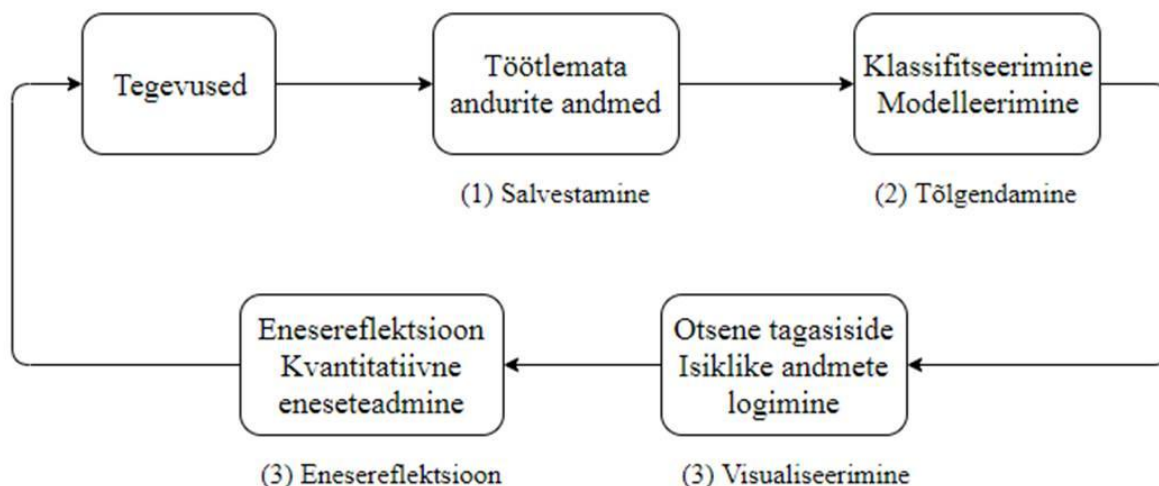 Tegevused
Töötlemata
andurite andmed
Klassifitseerimine
Modelleerimine
(1) Salvestamine
(2) Tõlgendamine
Enesereflektsioon
Kvantitatiivne
eneseteadmine
Otsene tagasiside
Isiklike andmete
logimine
(3) Enesereflektsioon
(3) Visualiseerimine